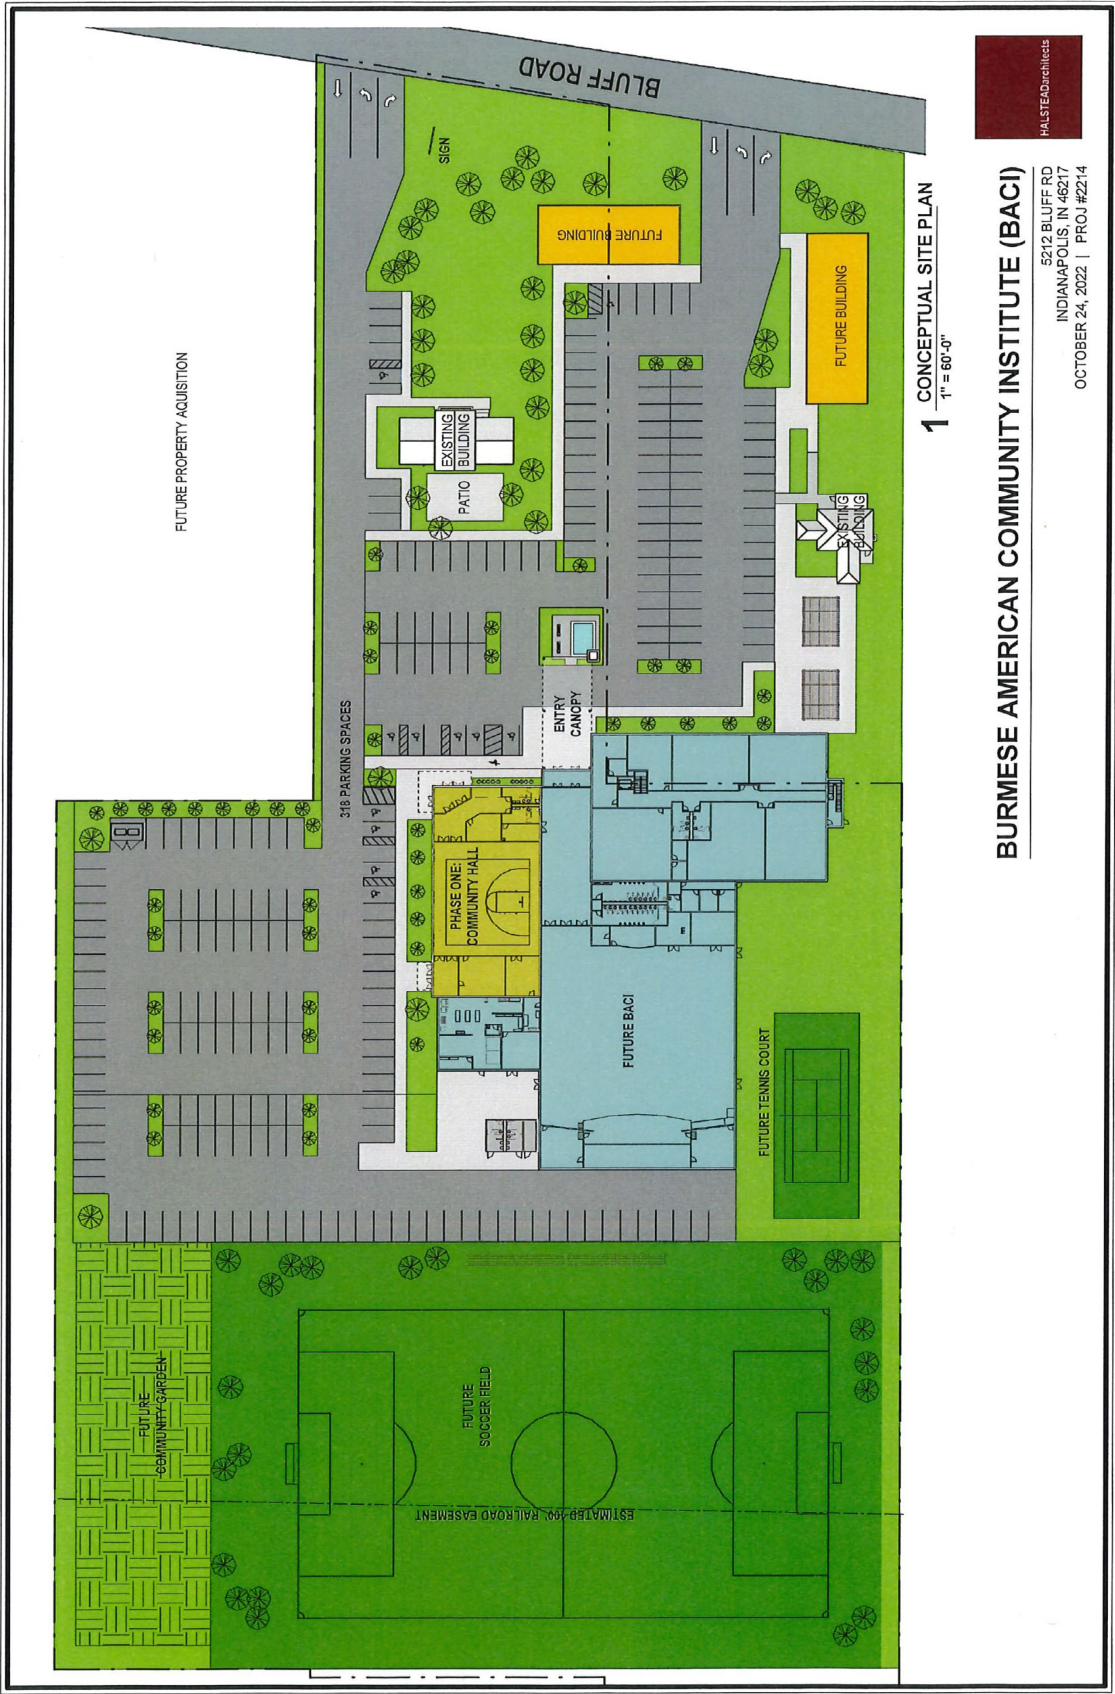 BLUFF ROAD
SIGN
FUTURE BUILDING
FUTURE BUILDING
FUTURE PROPERTY AQUISITION
EXISTING
BUILDING
PATIO
EXISTING
BUILDING
318 PARKING SPACES
ENTRY
CANOPY
PHASE ONE:
COMMUNITY HALL
FUTURE BACI
FUTURE TENNIS COURT
FUTURE
COMMUNITY GARDEN
FUTURE
SOCCER FIELD
ESTIMATED 400' RAILROAD EASEMENT
1 CONCEPTUAL SITE PLAN
1" = 60'-0"
BURMESE AMERICAN COMMUNITY INSTITUTE (BACI)
5212 BLUFF RD
INDIANAPOLIS, IN 46217
OCTOBER 24, 2022 | PROJ #2214
HALSTEADarchitects